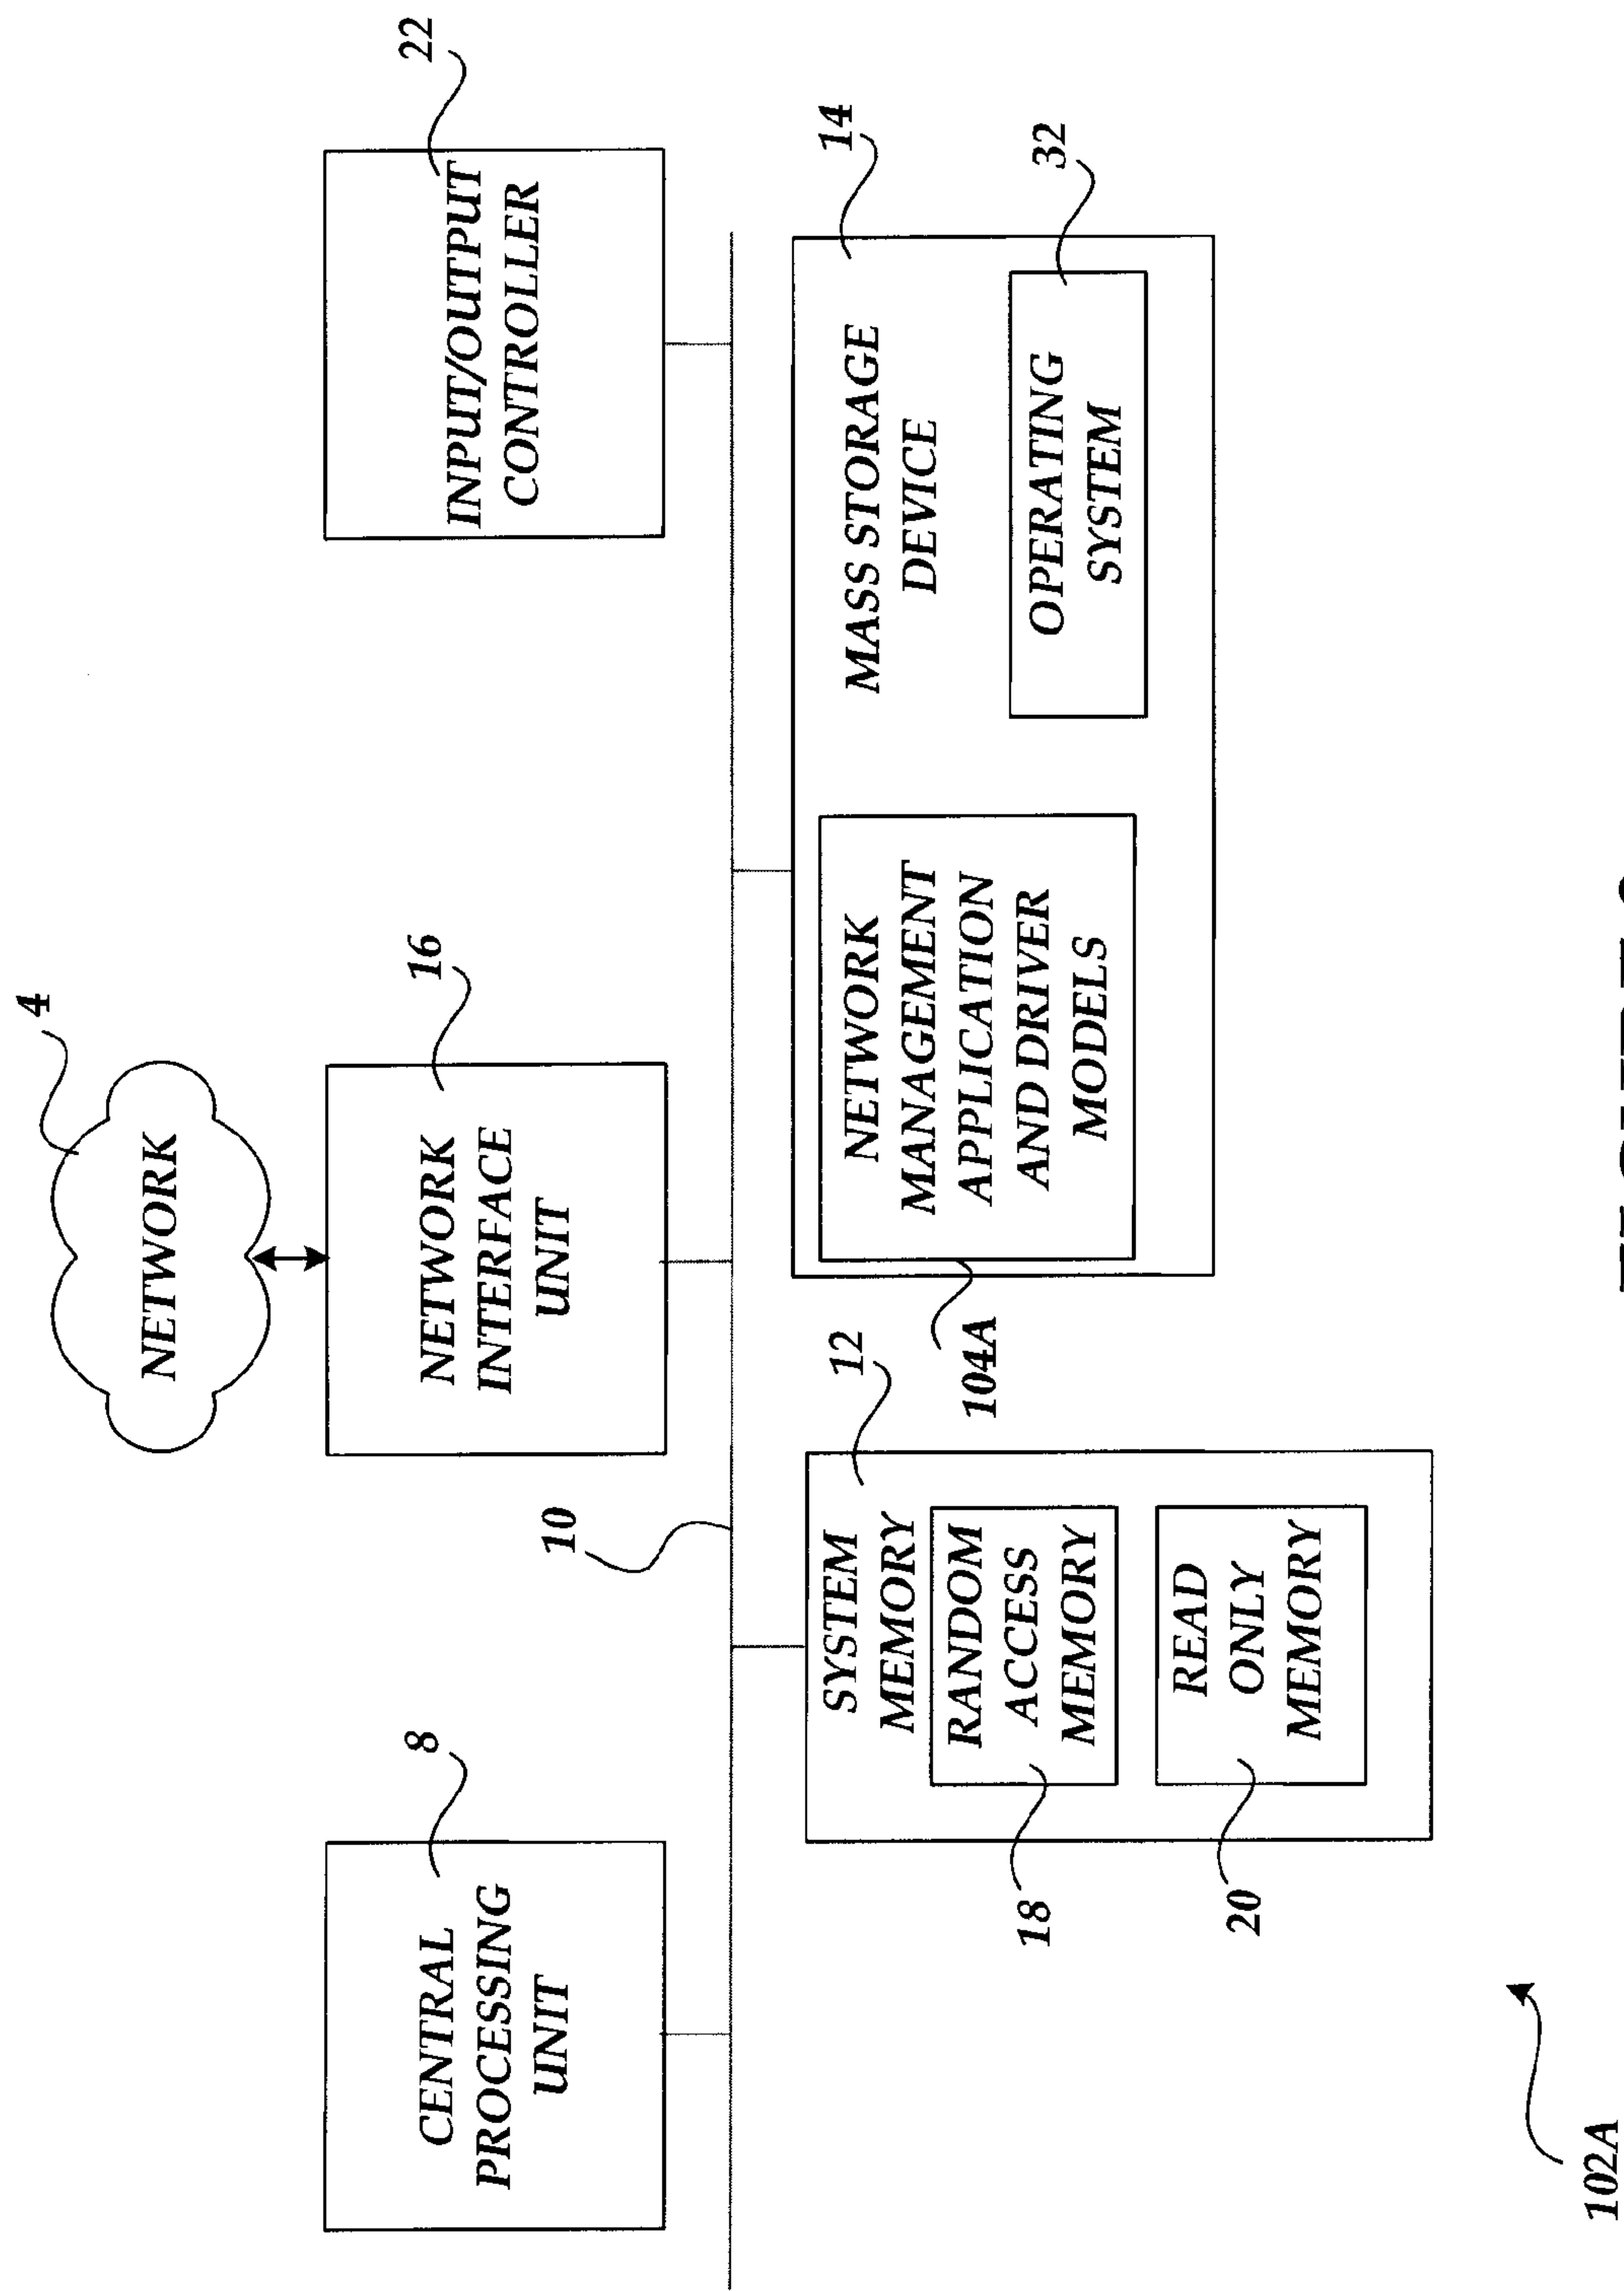 4
NETWORK
8
CENTRAL
PROCESSING
UNIT
16
NETWORK
INTERFACE
UNIT
22
INPUT/OUTPUT
CONTROLLER
10
12
SYSTEM
MEMORY
RANDOM
ACCESS
MEMORY
18
READ
ONLY
MEMORY
20
14
MASS STORAGE
DEVICE
NETWORK
MANAGEMENT
APPLICATION
AND DRIVER
MODELS
104A
32
OPERATING
SYSTEM
102A